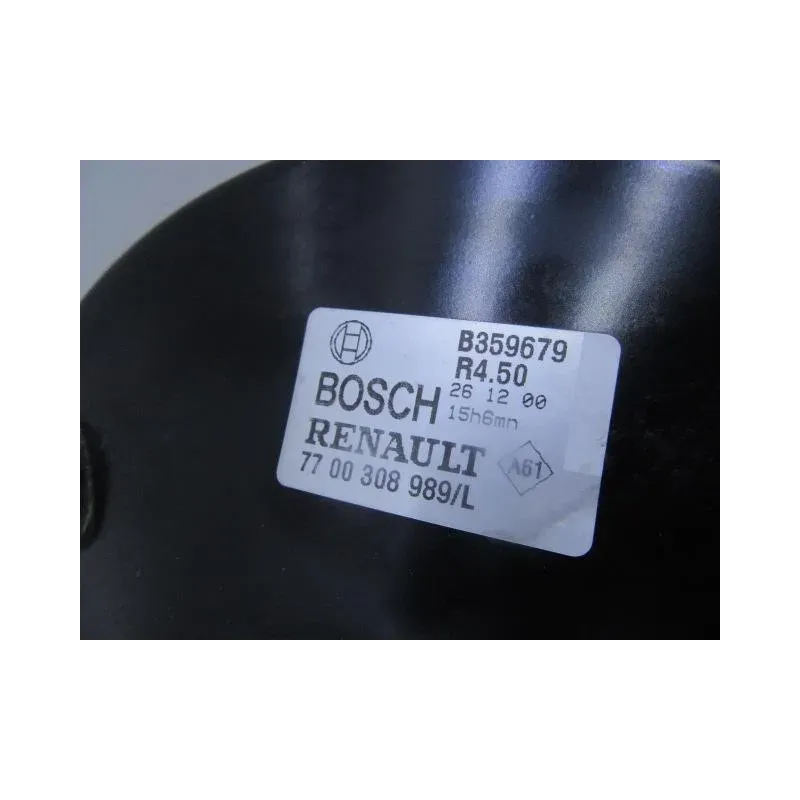 B359679
R4.50
26 12 00
15h6mn
BOSCH
RENAULT
77 00 308 989/L
A61